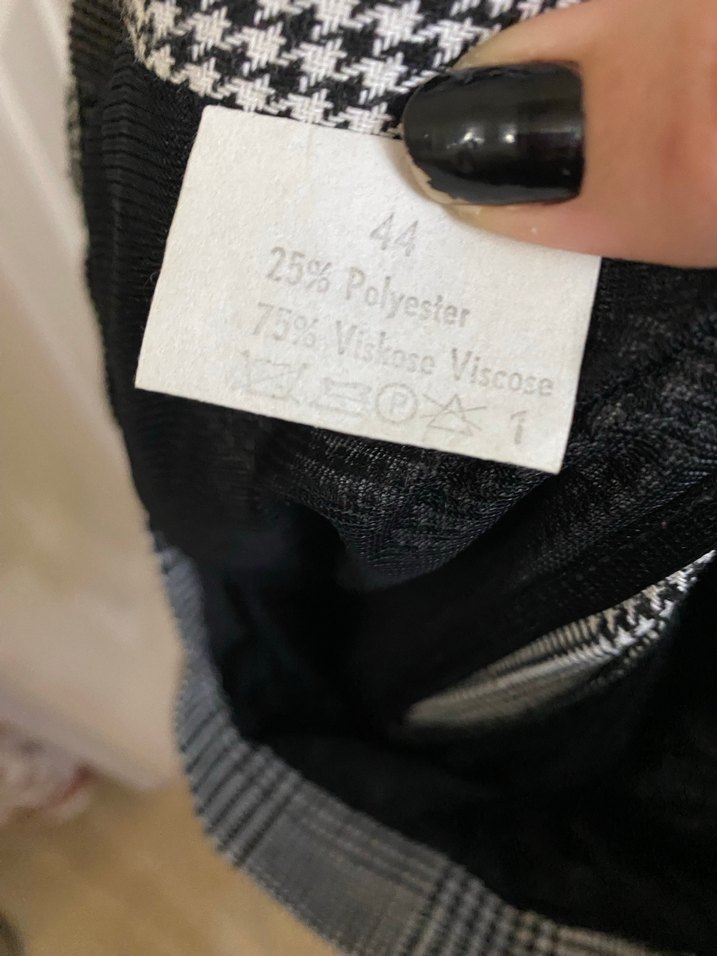 44
25% Polyester
75% Viskose Viscose
P 1